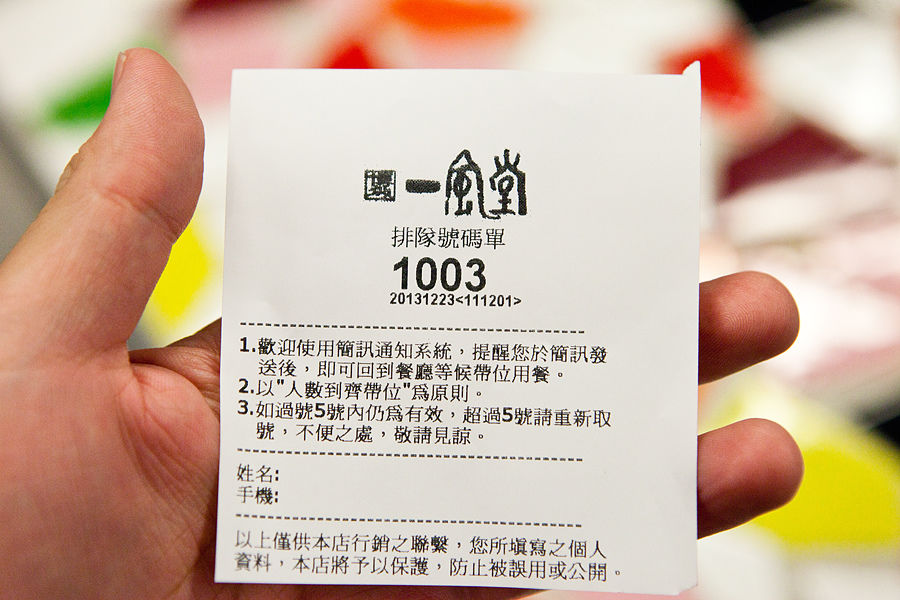 一風堂
排隊號碼單
1003
20131223<111201>
1.歡迎使用簡訊通知系統，提醒您於簡訊發
送後，即可回到餐廳等候帶位用餐。
2.以"人數到齊帶位"為原則。
3.如過號5號內仍為有效，超過5號請重新取
號，不便之處，敬請見諒。
姓名:
手機:
以上僅供本店行銷之聯繫，您所填寫之個人
資料，本店將予以保護，防止被誤用或公開。